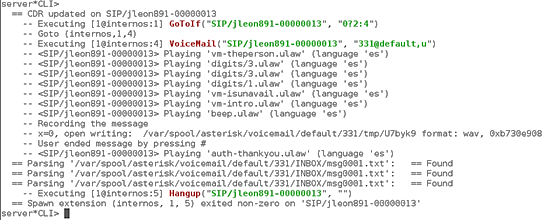 server*CLI>
== CDR updated on SIP/jleon891-00000013
-- Executing [1@internos:1] GoToIf("SIP/jleon891-00000013", "0?2:4")
-- Goto (internos,1,4)
-- Executing [1@internos:4] VoiceMail("SIP/jleon891-00000013", "331@default,u")
-- <SIP/jleon891-00000013> Playing 'vm-theperson.ulaw' (language 'es')
-- <SIP/jleon891-00000013> Playing 'digits/3.ulaw' (language 'es')
-- <SIP/jleon891-00000013> Playing 'digits/3.ulaw' (language 'es')
-- <SIP/jleon891-00000013> Playing 'digits/1.ulaw' (language 'es')
-- <SIP/jleon891-00000013> Playing 'vm-isunavail.ulaw' (language 'es')
-- <SIP/jleon891-00000013> Playing 'vm-intro.ulaw' (language 'es')
-- <SIP/jleon891-00000013> Playing 'beep.ulaw' (language 'es')
-- Recording the message
-- x=0, open writing: /var/spool/asterisk/voicemail/default/331/tmp/U7byk9 format: wav, 0xb730e908
-- User ended message by pressing #
-- <SIP/jleon891-00000013> Playing 'auth-thankyou.ulaw' (language 'es')
== Parsing '/var/spool/asterisk/voicemail/default/331/INBOX/msg0001.txt': == Found
== Parsing '/var/spool/asterisk/voicemail/default/331/INBOX/msg0001.txt': == Found
== Parsing '/var/spool/asterisk/voicemail/default/331/INBOX/msg0001.txt': == Found
-- Executing [1@internos:5] Hangup("SIP/jleon891-00000013", "")
== Spawn extension (internos, 1, 5) exited non-zero on 'SIP/jleon891-00000013'
server*CLI>